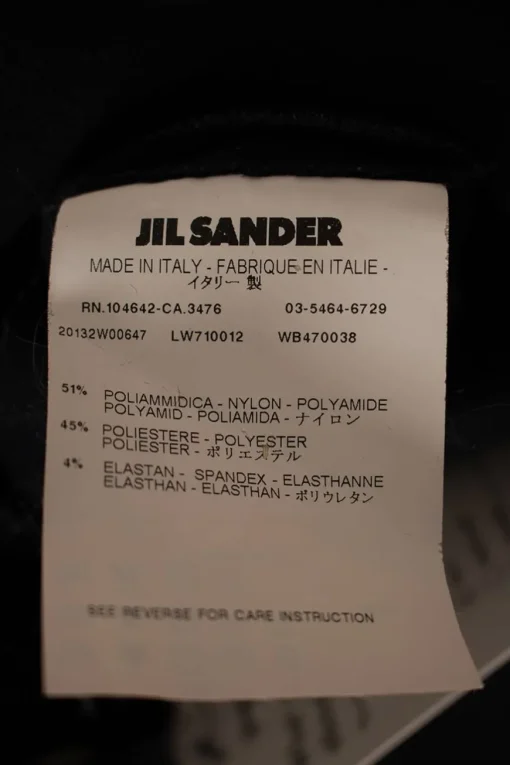 JIL SANDER
MADE IN ITALY - FABRIQUE EN ITALIE -
イタリー 製
RN.104642-CA.3476 03-5464-6729
20132W00647 LW710012 WB470038
51% POLIAMMIDICA - NYLON - POLYAMIDE
POLYAMID - POLIAMIDA - ナイロン
45% POLIESTERE - POLYESTER
POLIESTER - ポリエステル
4% ELASTAN - SPANDEX - ELASTHANNE
ELASTHAN - ELASTHAN - ポリウレタン
SEE REVERSE FOR CARE INSTRUCTION